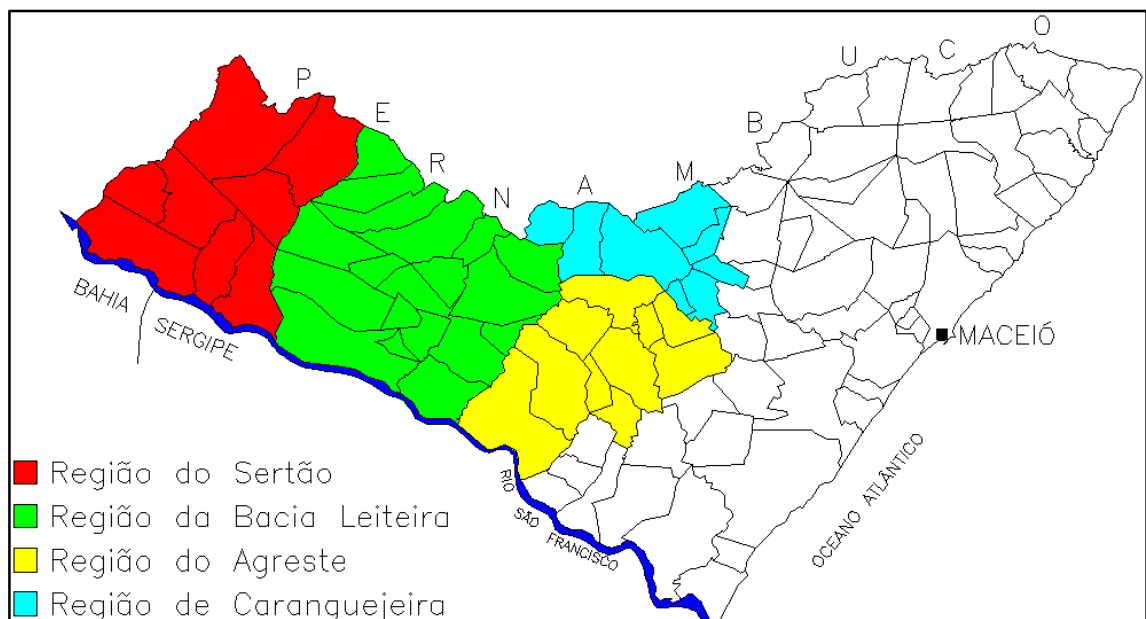 P E R N A M B U C O
BAHIA
SERGIPE
MACEIÓ
RIO SÃO FRANCISCO
OCEANO ATLÂNTICO
Região do Sertão
Região da Bacia Leiteira
Região do Agreste
Região de Caranguejeira